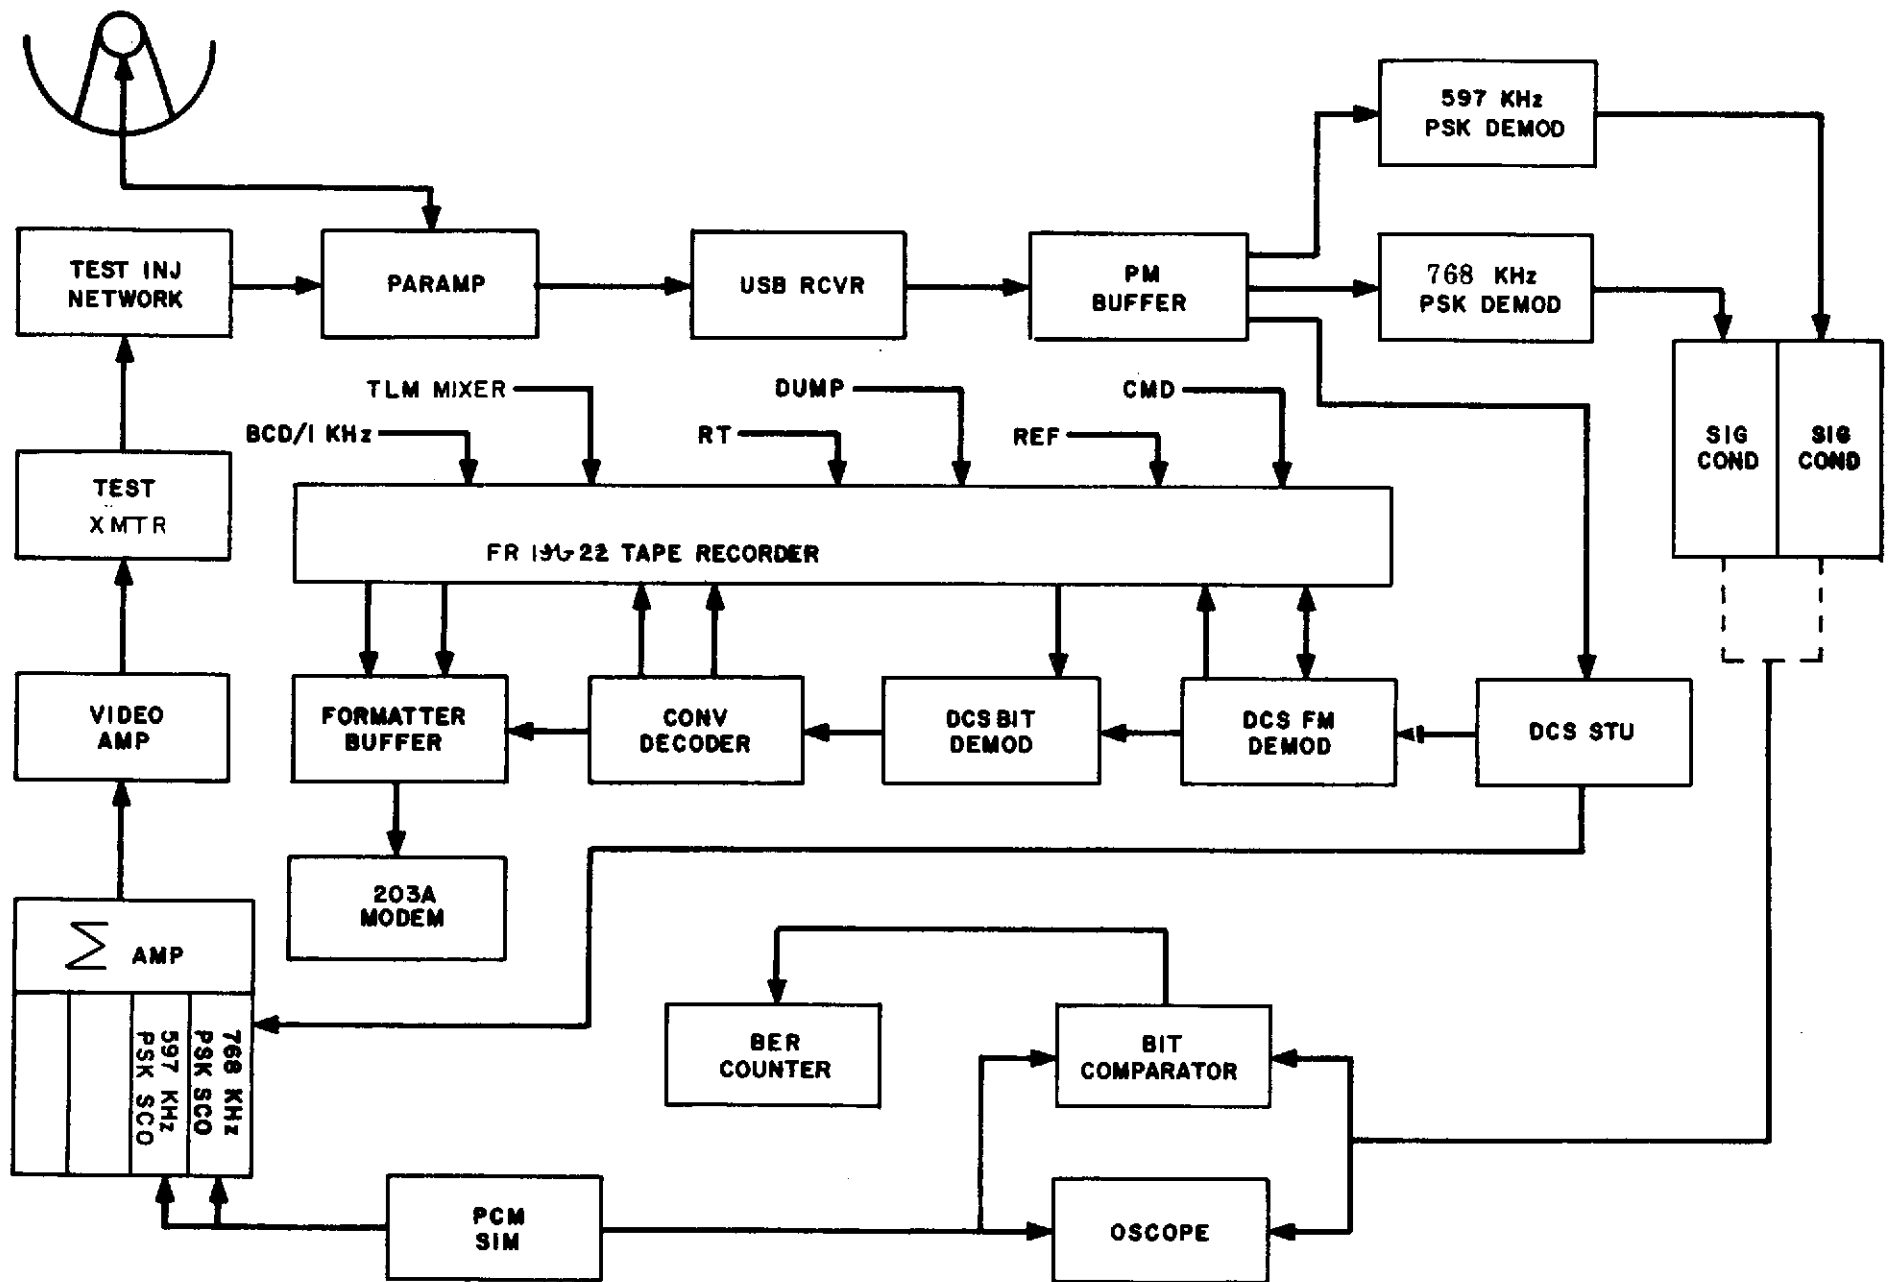 597 KHz
PSK DEMOD
TEST INJ
NETWORK
PARAMP
USB RCVR
PM
BUFFER
768 KHz
PSK DEMOD
TLM MIXER
DUMP
CMD
BCD/1 KHz
RT
REF
SIG
COND
SIG
COND
TEST
XMTR
FR TAPE RECORDER
VIDEO
AMP
FORMATTER
BUFFER
CONV
DECODER
DCS BIT
DEMOD
DCS FM
DEMOD
DCS STU
203A
MODEM
Σ AMP
768 KHz
PSK SCO
597 KHz
PSK SCO
BER
COUNTER
BIT
COMPARATOR
PCM
SIM
OSCOPE